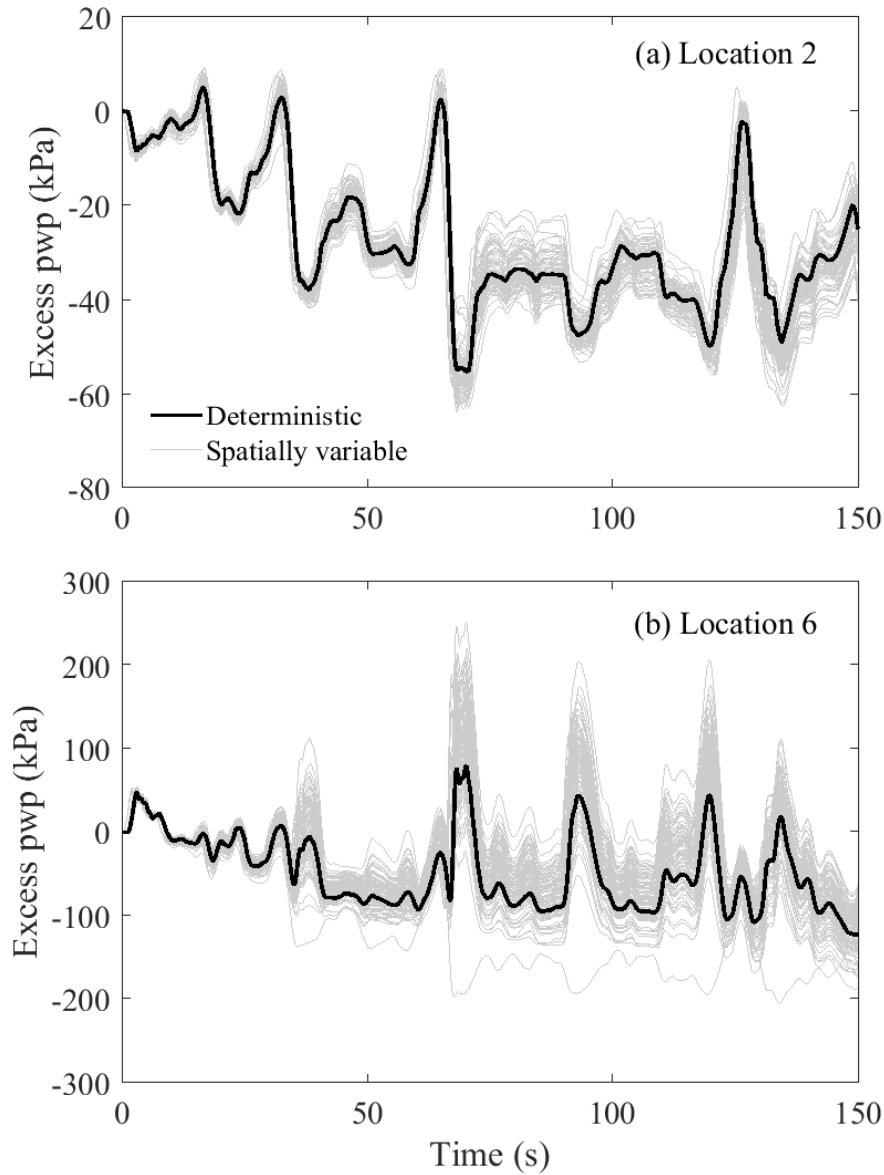 20
(a) Location 2
0
-20
-40
-60
-80
Excess pwp (kPa)
Deterministic
Spatially variable
0 50 100 150
300
(b) Location 6
200
100
0
-100
-200
-300
Excess pwp (kPa)
0 50 100 150
Time (s)